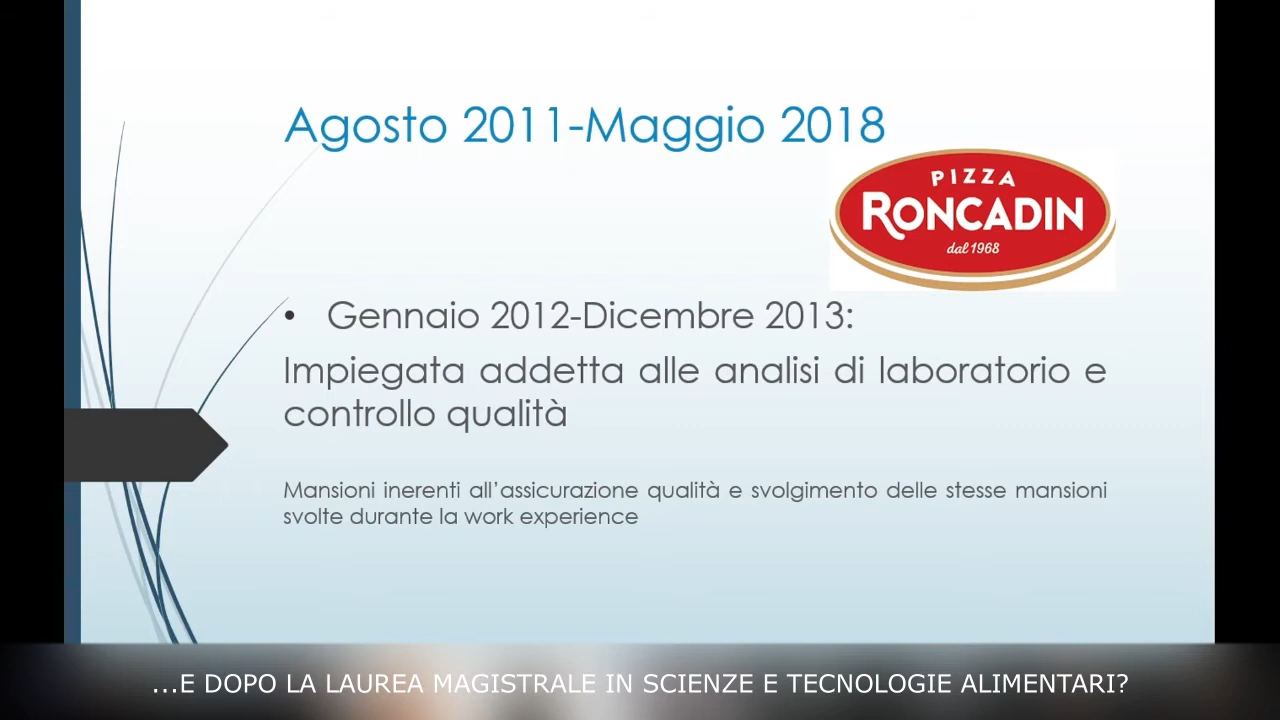 Agosto 2011-Maggio 2018
PIZZA
RONCADIN
dal 1968
• Gennaio 2012-Dicembre 2013:
Impiegata addetta alle analisi di laboratorio e
controllo qualità
Mansioni inerenti all’assicurazione qualità e svolgimento delle stesse mansioni
svolte durante la work experience
...E DOPO LA LAUREA MAGISTRALE IN SCIENZE E TECNOLOGIE ALIMENTARI?